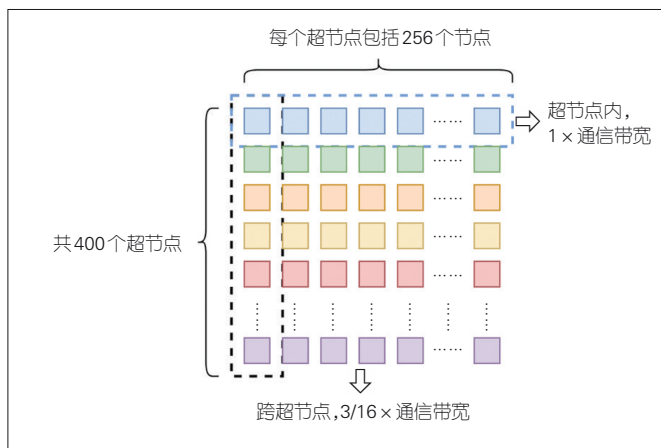 每个超节点包括256个节点
超节点内,
1×通信带宽
……
……
……
共400个超节点
……
……
……
跨超节点,3/16×通信带宽